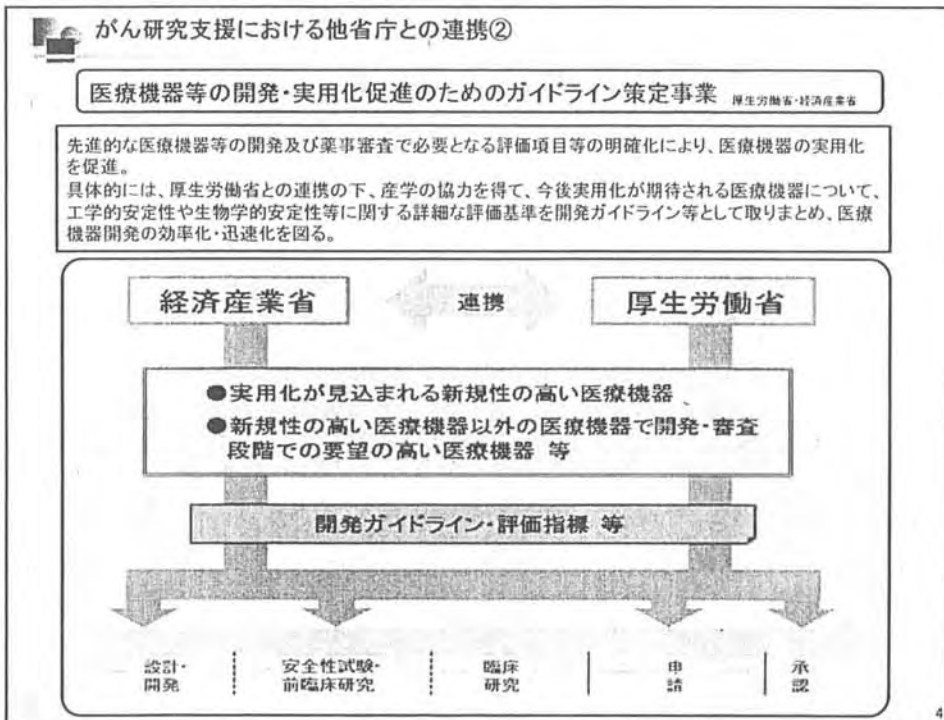 がん研究支援における他省庁との連携②
医療機器等の開発・実用化促進のためのガイドライン策定事業 厚生労働省・経済産業省
先進的な医療機器等の開発及び薬事審査で必要となる評価項目等の明確化により、医療機器の実用化
を促進。
具体的には、厚生労働省との連携の下、産学の協力を得て、今後実用化が期待される医療機器について、
工学的安定性や生物学的安定性等に関する詳細な評価基準を開発ガイドライン等として取りまとめ、医療
機器開発の効率化・迅速化を図る。
経済産業省
連携
厚生労働省
●実用化が見込まれる新規性の高い医療機器
●新規性の高い医療機器以外の医療機器で開発・審査
段階での要望の高い医療機器 等
開発ガイドライン・評価指標 等
設計・
開発
安全性試験・
前臨床研究
臨床
研究
申
請
承
認
4